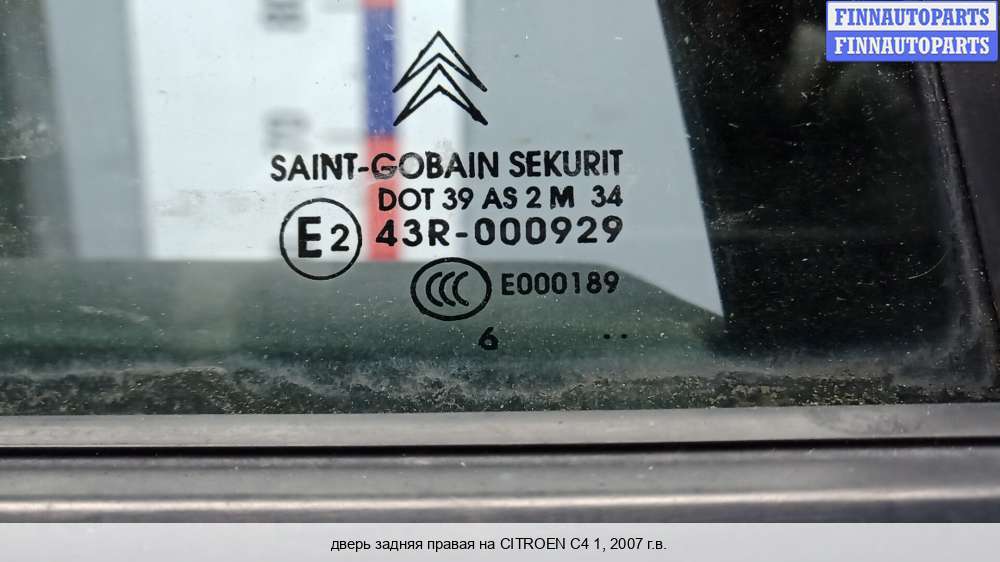 FINNAUTOPARTS
FINNAUTOPARTS
SAINT-GOBAIN SEKURIT
DOT 39 AS 2 M 34
E2 43R-000929
CCC E000189
6 ..
дверь задняя правая на CITROEN C4 1, 2007 г.в.